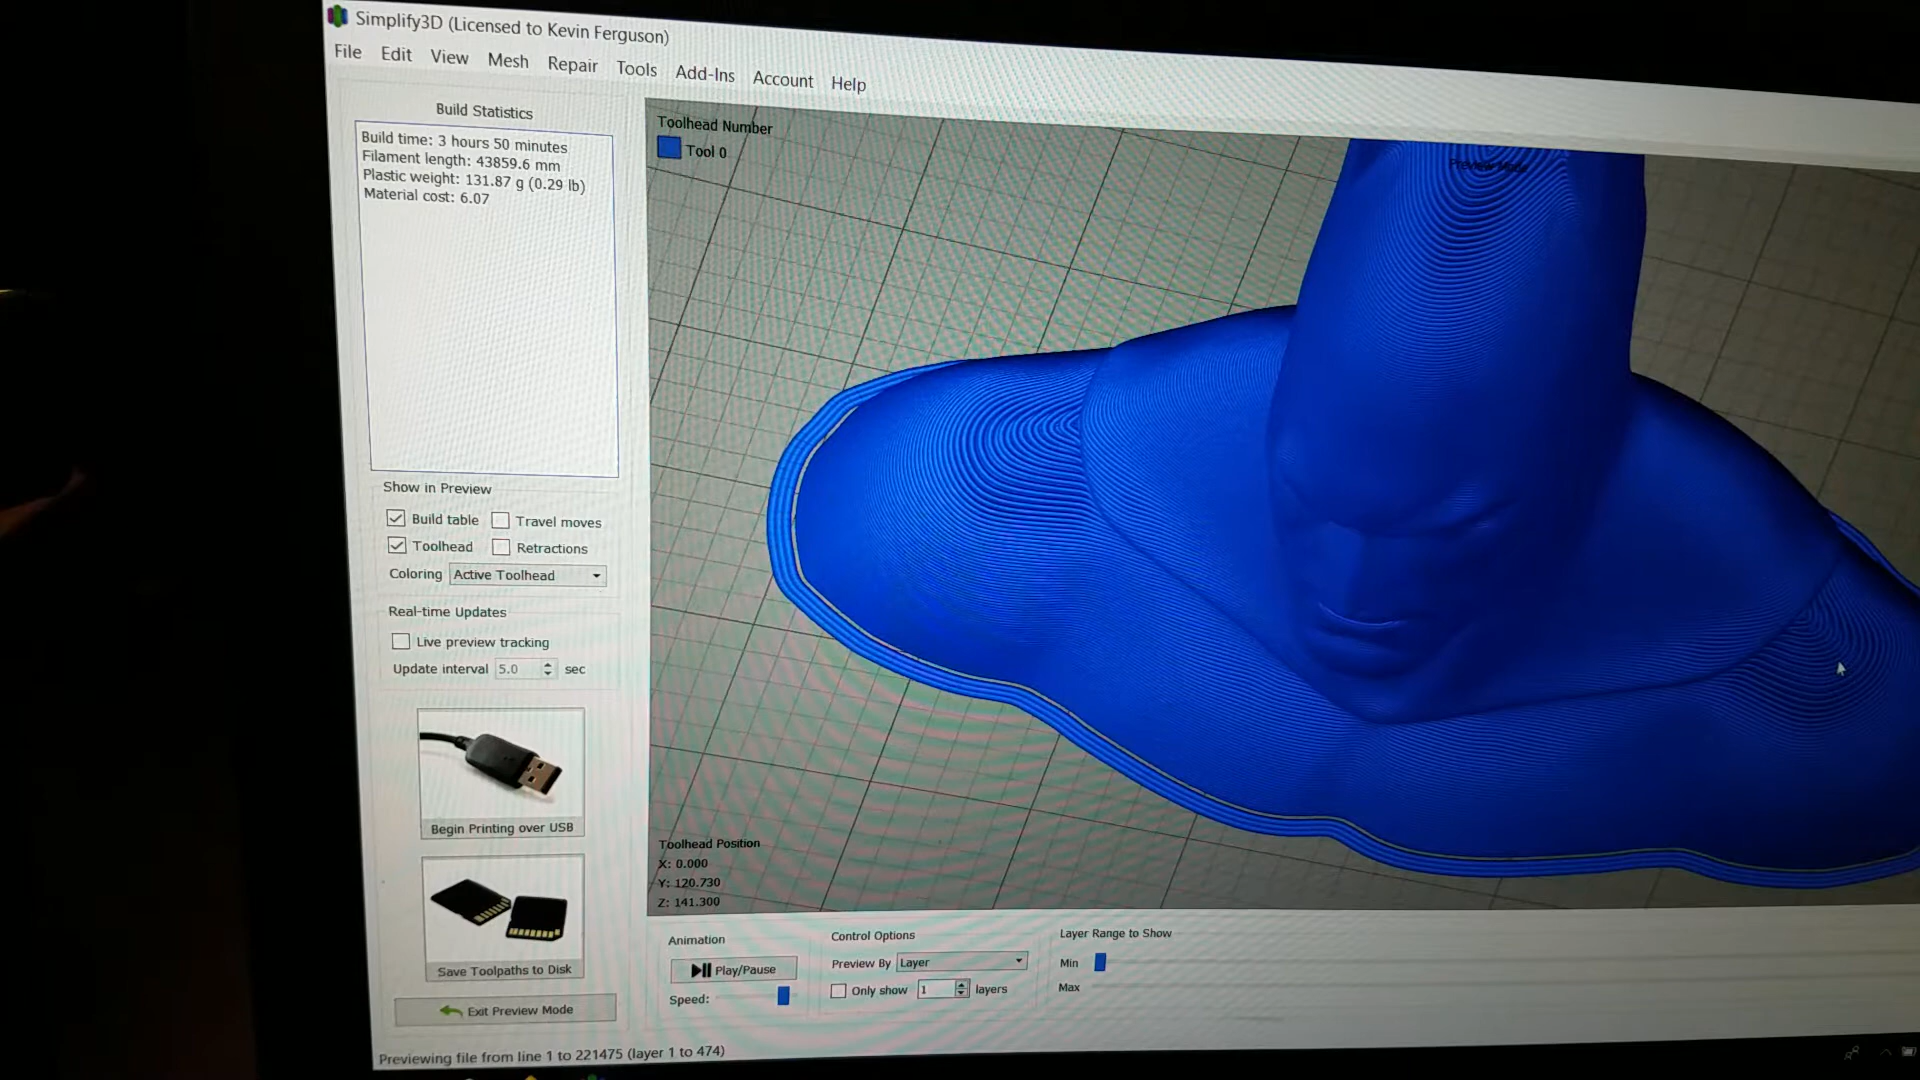 Simplify3D (Licensed to Kevin Ferguson)
File Edit View Mesh Repair Tools Add-Ins Account Help
Build Statistics
Build time: 3 hours 50 minutes
Filament length: 43859.6 mm
Plastic weight: 131.87 g (0.29 lb)
Material cost: 6.07
Show in Preview
Build table Travel moves
Toolhead Retractions
Coloring Active Toolhead
Real-time Updates
Live preview tracking
Update interval 5.0 sec
Begin Printing over USB
Save Toolpaths to Disk
Exit Preview Mode
Previewing file from line 1 to 221475 (layer 1 to 474)
Toolhead Number
Tool 0
Preview Mode
Toolhead Position
X: 0.000
Y: 120.730
Z: 141.300
Animation
Play/Pause
Speed:
Control Options
Preview By Layer
Only show 1 layers
Layer Range to Show
Min
Max